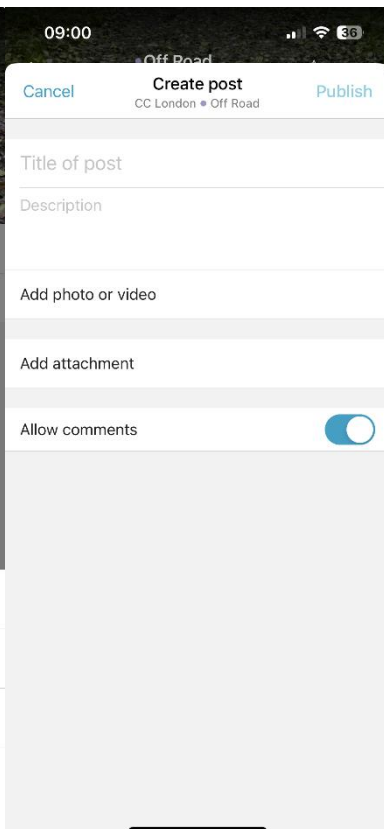 09:00
36
Off Road
Cancel
Create post
Publish
CC London • Off Road
Title of post
Description
Add photo or video
Add attachment
Allow comments